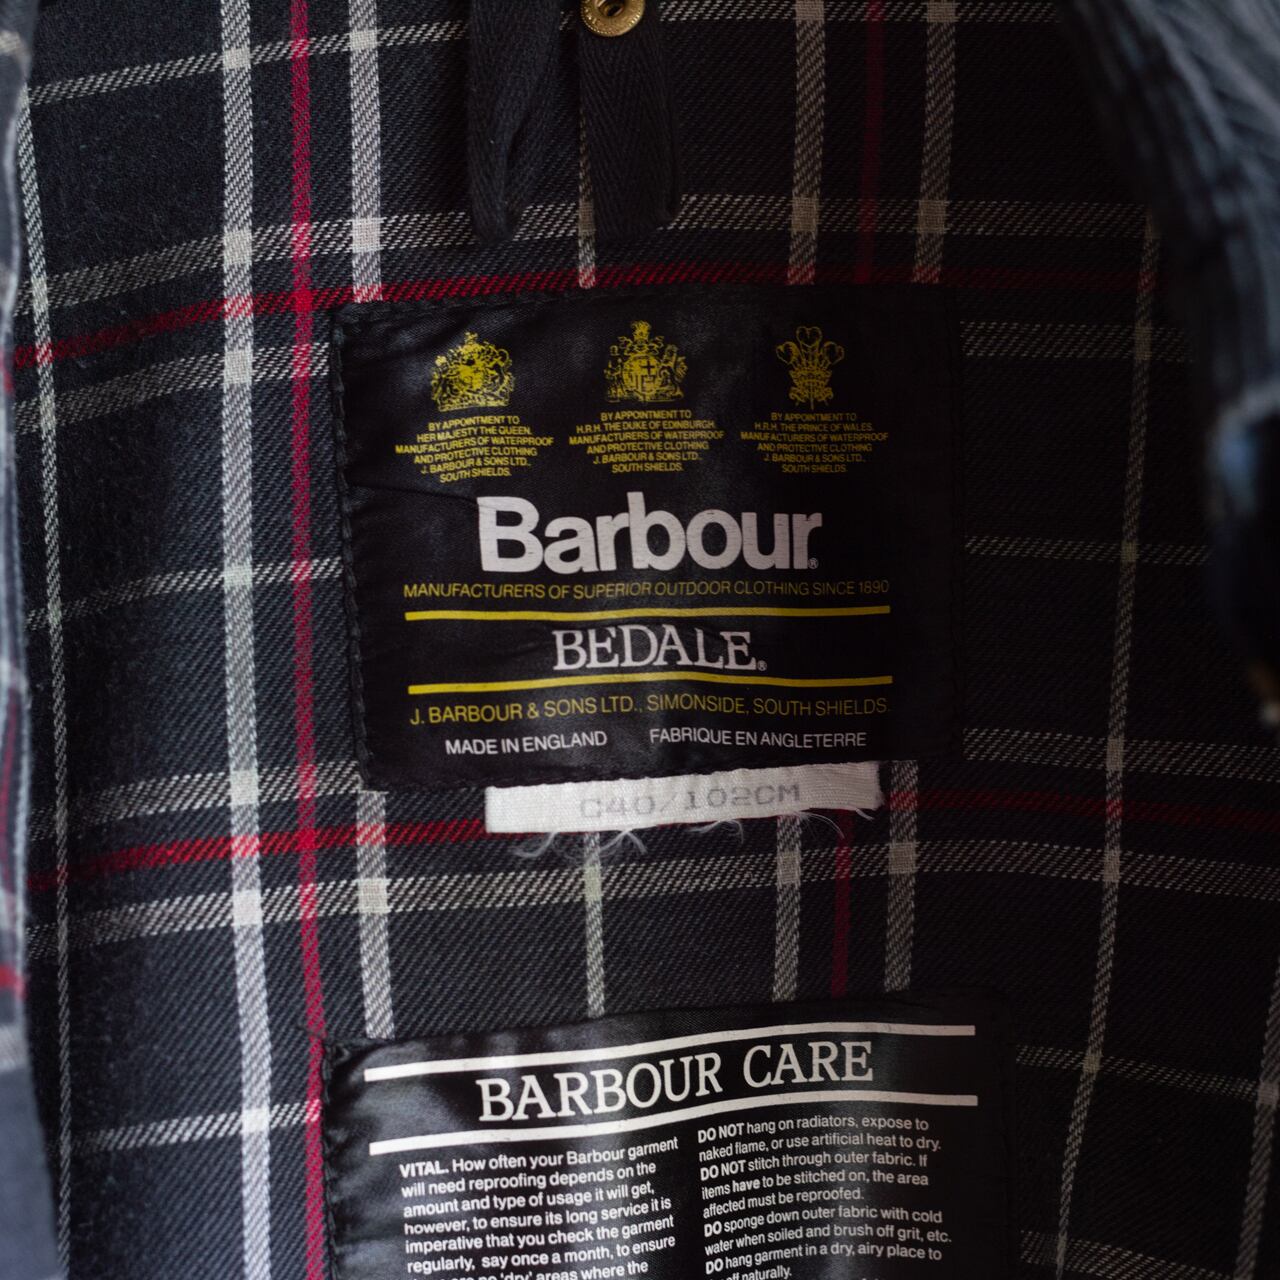 BY APPOINTMENT TO
HER MAJESTY THE QUEEN.
MANUFACTURERS OF WATERPROOF
AND PROTECTIVE CLOTHING
J. BARBOUR & SONS LTD.,
SOUTH SHIELDS.
BY APPOINTMENT TO
H.R.H. THE DUKE OF EDINBURGH.
MANUFACTURERS OF WATERPROOF
AND PROTECTIVE CLOTHING
J. BARBOUR & SONS LTD.,
SOUTH SHIELDS.
BY APPOINTMENT TO
H.R.H. THE PRINCE OF WALES.
MANUFACTURERS OF WATERPROOF
AND PROTECTIVE CLOTHING
J. BARBOUR & SONS LTD.,
SOUTH SHIELDS.
Barbour®
MANUFACTURERS OF SUPERIOR OUTDOOR CLOTHING SINCE 1890
BEDALE®
J. BARBOUR & SONS LTD., SIMONSIDE, SOUTH SHIELDS.
MADE IN ENGLAND FABRIQUE EN ANGLETERRE
C40/102CM
BARBOUR CARE
VITAL. How often your Barbour garment
will need reproofing depends on the
amount and type of usage it will get,
however, to ensure its long service it is
imperative that you check the garment
regularly, say once a month, to ensure
no 'dry' areas where the
DO NOT hang on radiators, expose to
naked flame, or use artificial heat to dry.
DO NOT stitch through outer fabric. If
items have to be stitched on, the area
affected must be reproofed.
DO sponge down outer fabric with cold
water when soiled and brush off grit, etc.
DO hang garment in a dry, airy place to
naturally.